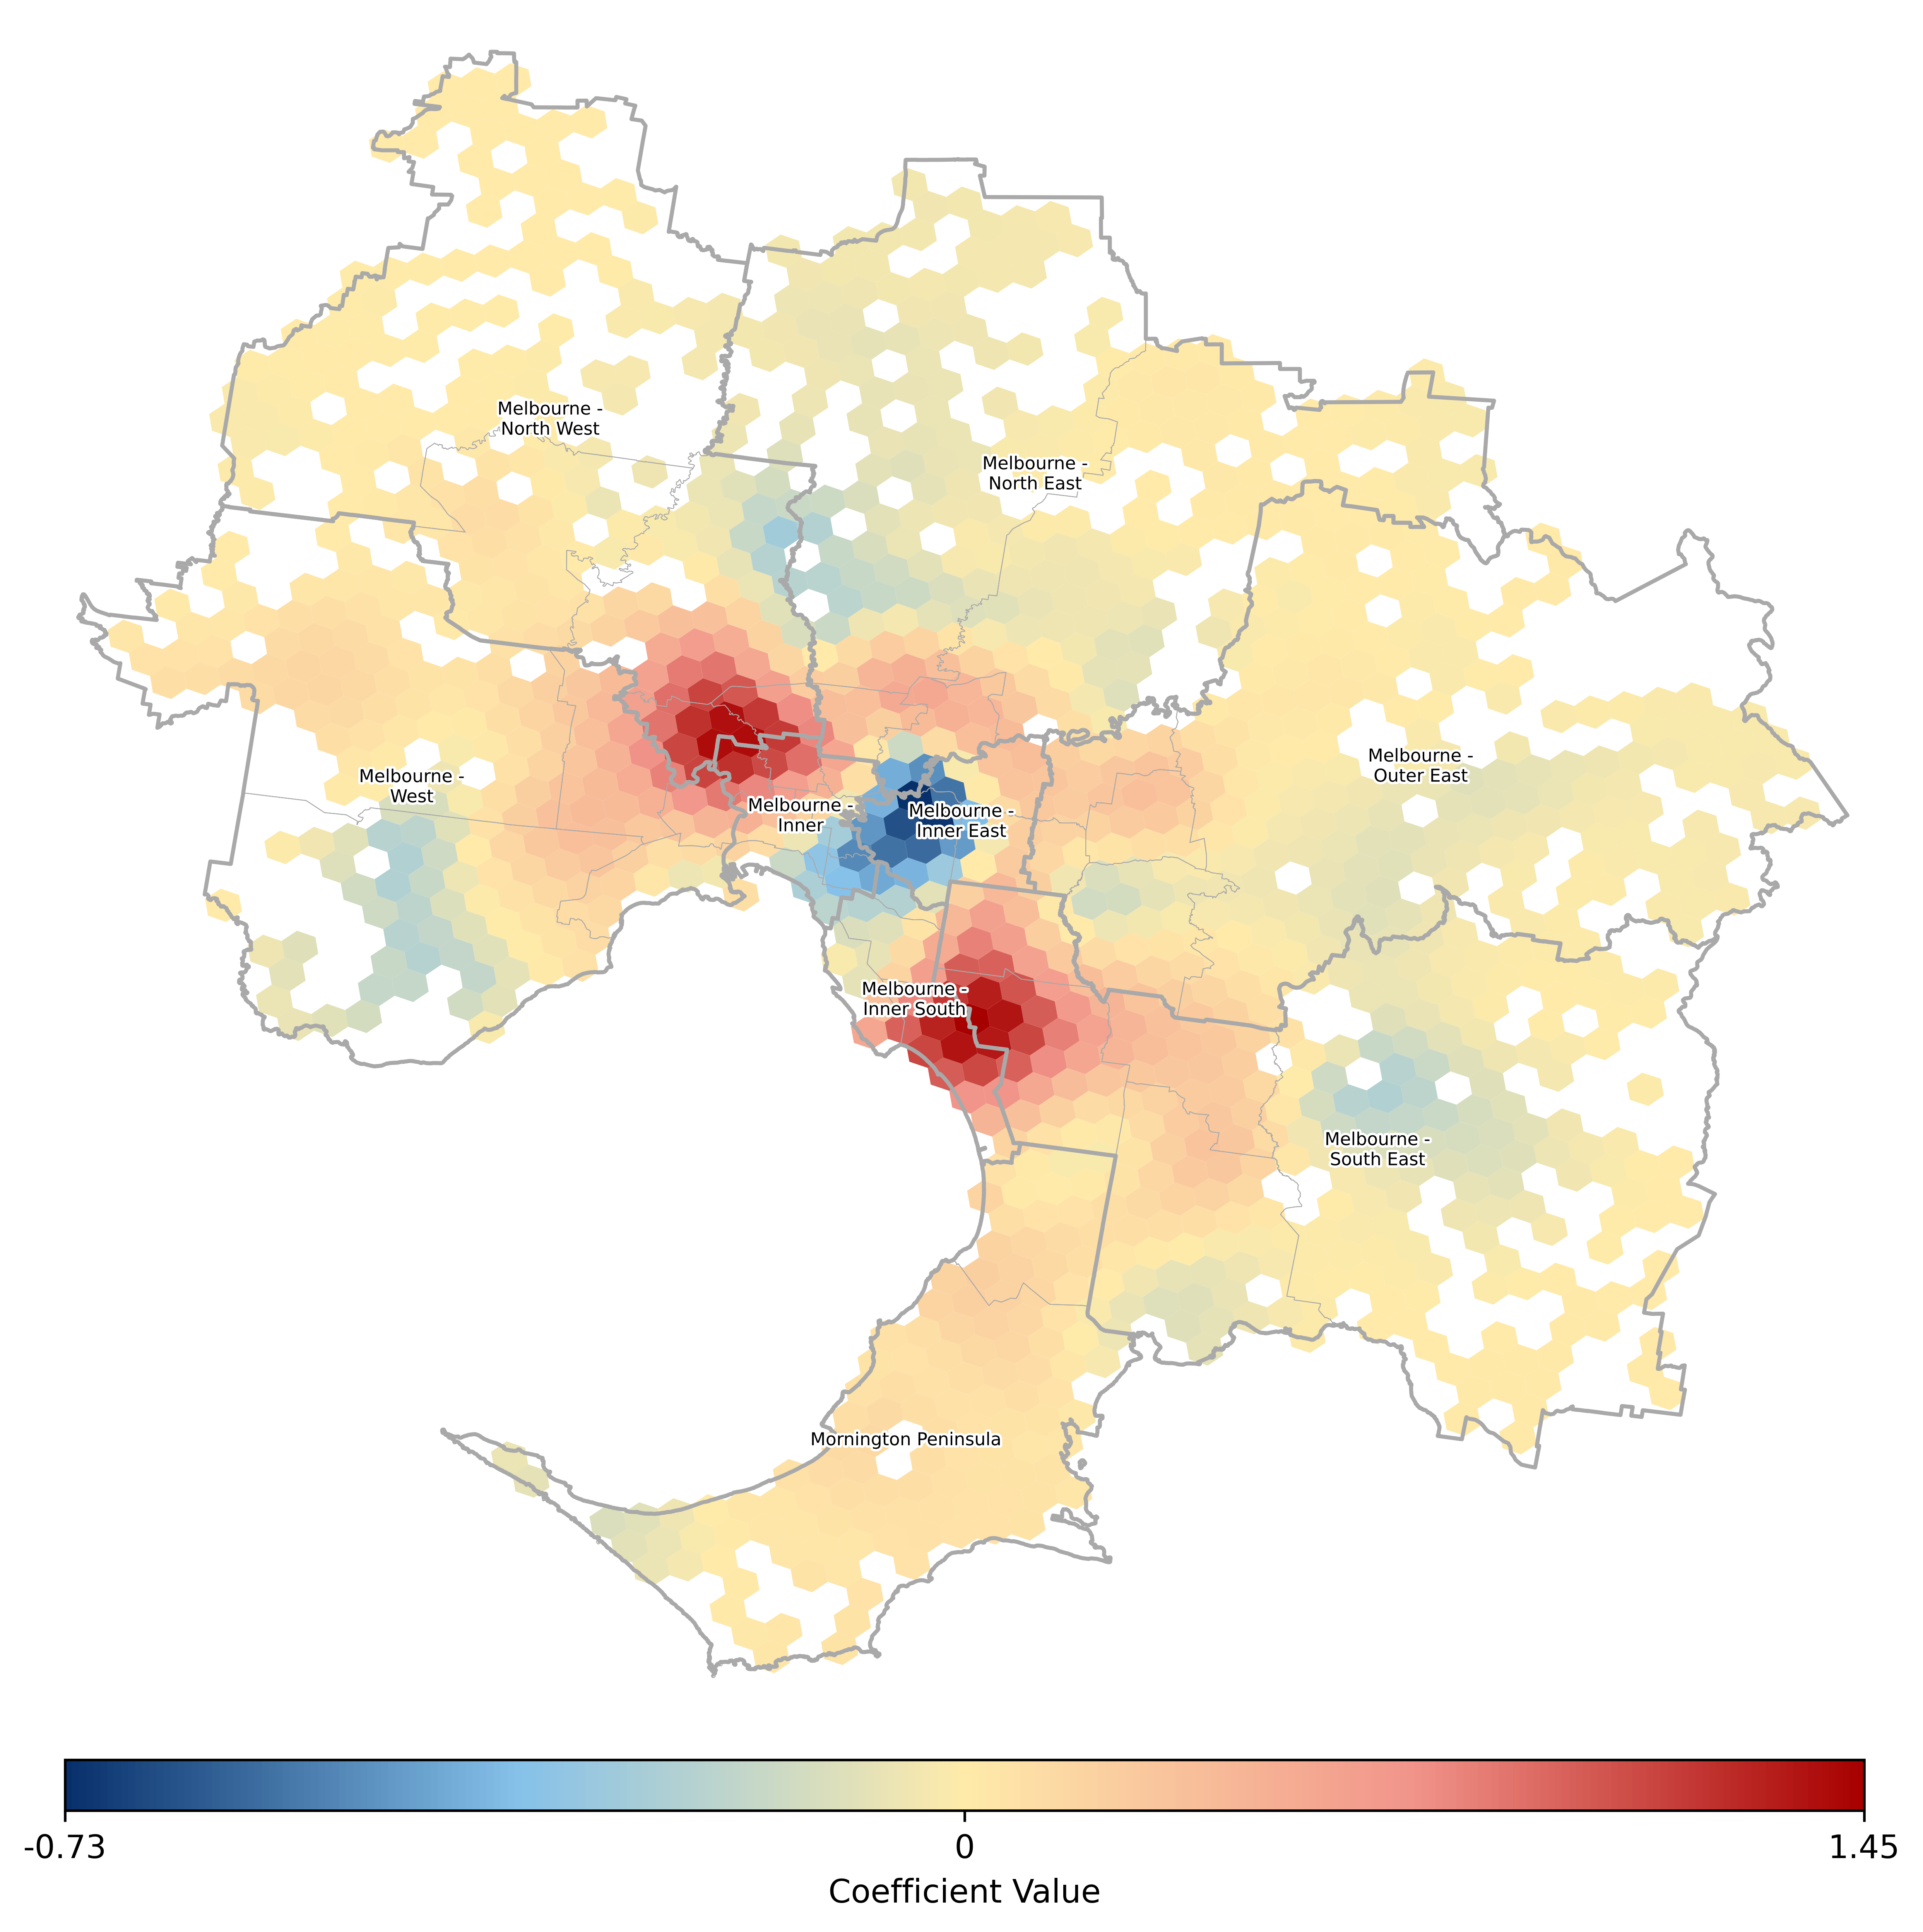 Melbourne -
North West
Melbourne -
North East
Melbourne -
Outer East
Melbourne -
West
Melbourne -
Inner
Melbourne -
Inner East
Melbourne -
Inner South
Melbourne -
South East
Mornington Peninsula
-0.73
0
1.45
Coefficient Value